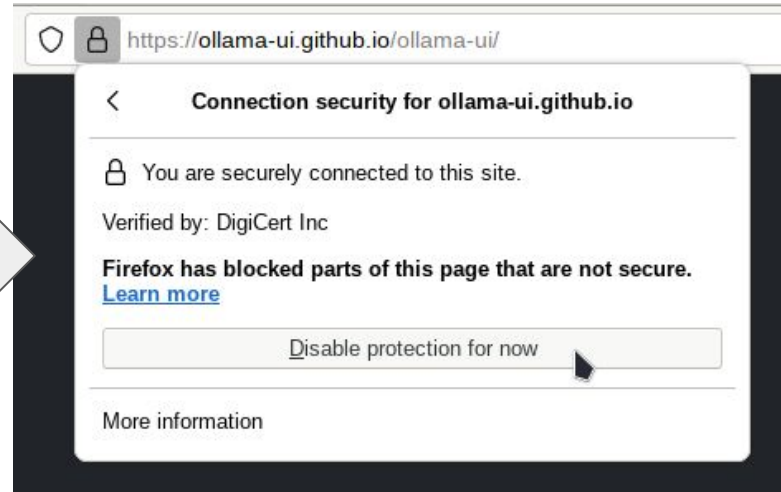 https://ollama-ui.github.io/ollama-ui/
Connection security for ollama-ui.github.io
You are securely connected to this site.
Verified by: DigiCert Inc
Firefox has blocked parts of this page that are not secure.
Learn more
Disable protection for now
More information